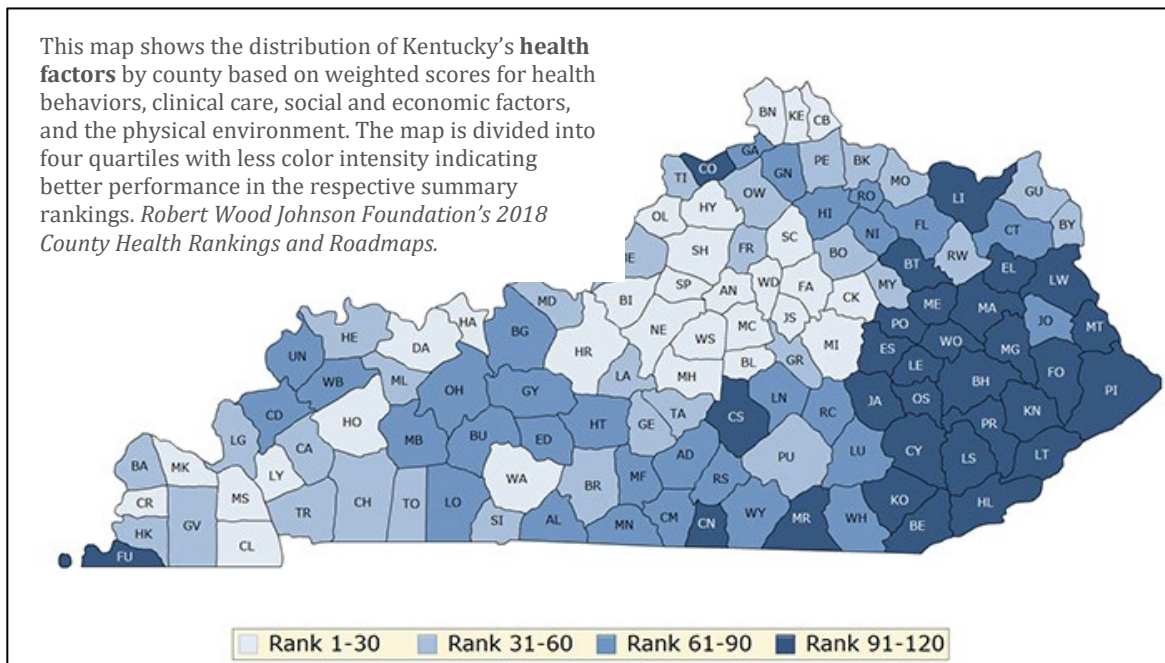 This map shows the distribution of Kentucky's health
factors by county based on weighted scores for health
behaviors, clinical care, social and economic factors,
and the physical environment. The map is divided into
four quartiles with less color intensity indicating
better performance in the respective summary
rankings. Robert Wood Johnson Foundation's 2018
County Health Rankings and Roadmaps.
BN
KE
CB
GA
CO
TI
GN
PE
BK
MO
OW
LI
GU
RO
HY
OL
HI
BY
FL
CT
NI
SC
SH
FR
BO
RW
BT
EL
LW
SP
AN
WD
FA
MY
CK
BI
MD
ME
MA
HA
BG
NE
JS
MC
PO
JO
MT
HE
DA
WS
MI
WO
ES
MG
HR
UN
BL
GR
LE
FO
LA
MH
WB
ML
OH
GY
BH
PI
LN
RC
JA
OS
CD
HO
TA
CS
KN
GE
HT
PR
MB
BU
ED
LG
CA
AD
PU
LU
CY
LS
LT
BA
MK
LY
WA
MF
BR
RS
CR
MS
TR
CH
TO
LO
KO
HL
SI
AL
MN
CM
CN
WY
MR
WH
BE
GV
HK
CL
FU
Rank 1-30
Rank 31-60
Rank 61-90
Rank 91-120